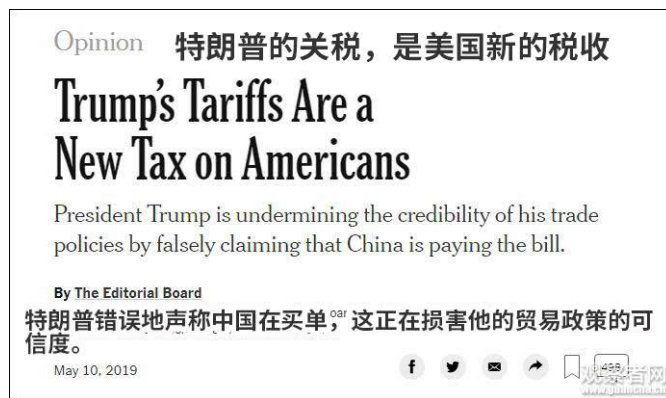 Opinion 特朗普的关税，是美国新的税收
Trump's Tariffs Are a
New Tax on Americans
President Trump is undermining the credibility of his trade
policies by falsely claiming that China is paying the bill.
By The Editorial Board
特朗普错误地声称中国在买单，这正在损害他的贸易政策的可
信度。
May 10, 2019
观察者网